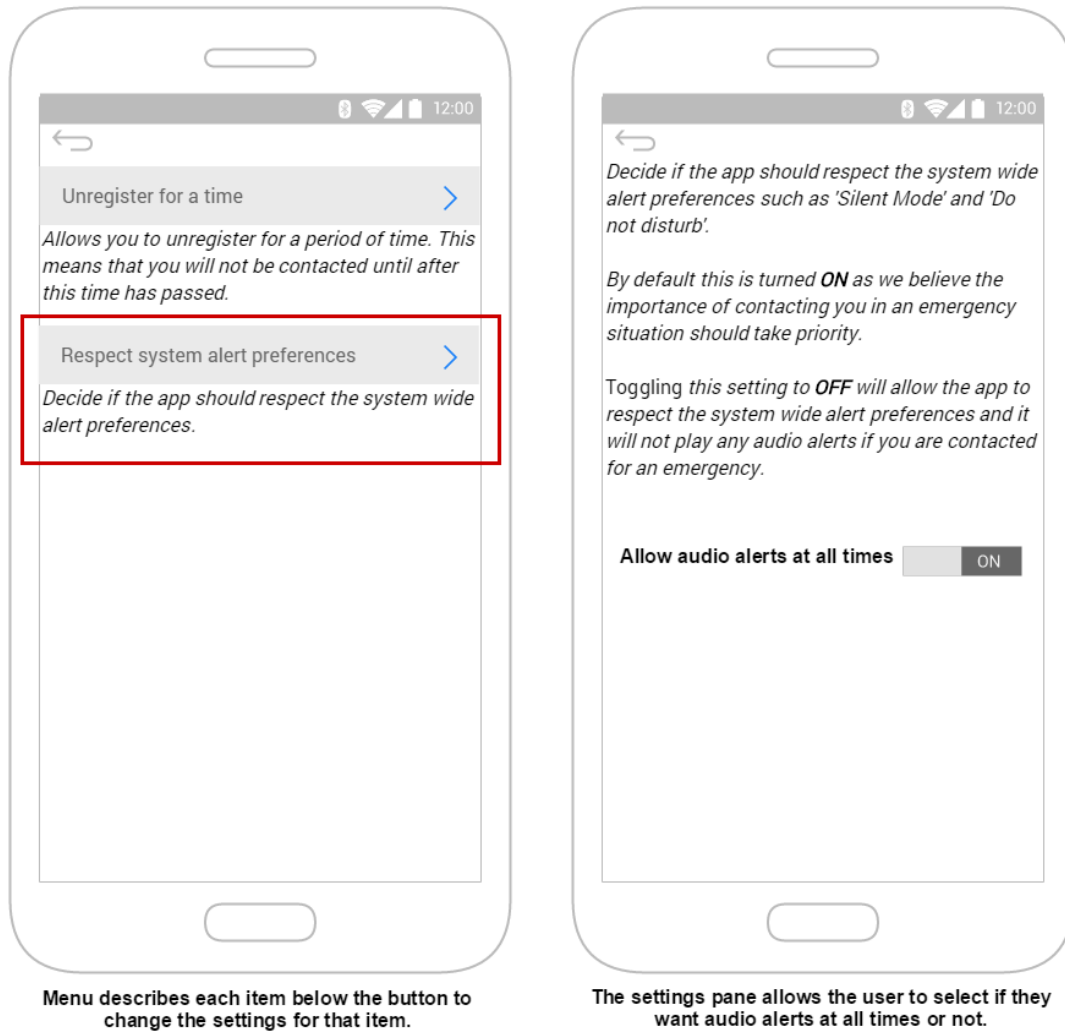 12:00
Unregister for a time
Allows you to unregister for a period of time. This
means that you will not be contacted until after
this time has passed.
Respect system alert preferences
Decide if the app should respect the system wide
alert preferences.
Menu describes each item below the button to
change the settings for that item.
12:00
Decide if the app should respect the system wide
alert preferences such as 'Silent Mode' and 'Do
not disturb'.
By default this is turned ON as we believe the
importance of contacting you in an emergency
situation should take priority.
Toggling this setting to OFF will allow the app to
respect the system wide alert preferences and it
will not play any audio alerts if you are contacted
for an emergency.
Allow audio alerts at all times ON
The settings pane allows the user to select if they
want audio alerts at all times or not.